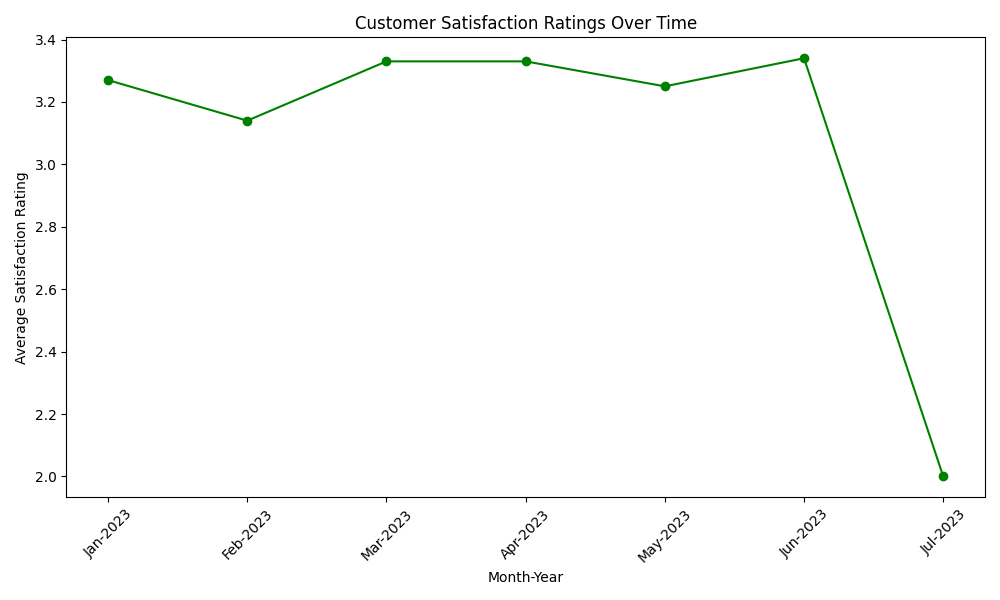 Customer Satisfaction Ratings Over Time
Average Satisfaction Rating
3.4
3.2
3.0
2.8
2.6
2.4
2.2
2.0
Jan-2023
Feb-2023
Mar-2023
Apr-2023
May-2023
Jun-2023
Jul-2023
Month-Year